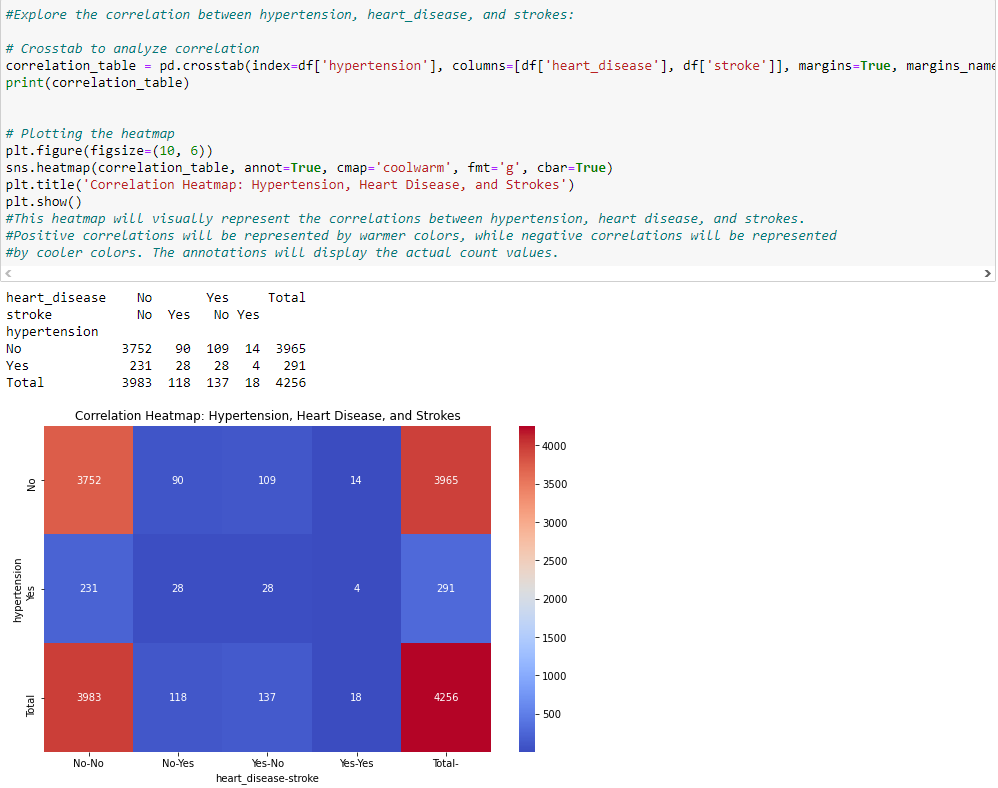 #Explore the correlation between hypertension, heart_disease, and strokes:
# Crosstab to analyze correlation
correlation_table = pd.crosstab(index=df['hypertension'], columns=[df['heart_disease'], df['stroke']], margins=True, margins_name
print(correlation_table)
# Plotting the heatmap
plt.figure(figsize=(10, 6))
sns.heatmap(correlation_table, annot=True, cmap='coolwarm', fmt='g', cbar=True)
plt.title('Correlation Heatmap: Hypertension, Heart Disease, and Strokes')
plt.show()
#This heatmap will visually represent the correlations between hypertension, heart disease, and strokes.
#Positive correlations will be represented by warmer colors, while negative correlations will be represented
#by cooler colors. The annotations will display the actual count values.
heart_disease No Yes Total
stroke No Yes No Yes
hypertension
No 3752 90 109 14 3965
Yes 231 28 28 4 291
Total 3983 118 137 18 4256
Correlation Heatmap: Hypertension, Heart Disease, and Strokes
No 3752 90 109 14 3965
Yes 231 28 28 4 291
Total 3983 118 137 18 4256
hypertension
No-No No-Yes Yes-No Yes-Yes Total-
heart_disease-stroke
4000
3500
3000
2500
2000
1500
1000
500